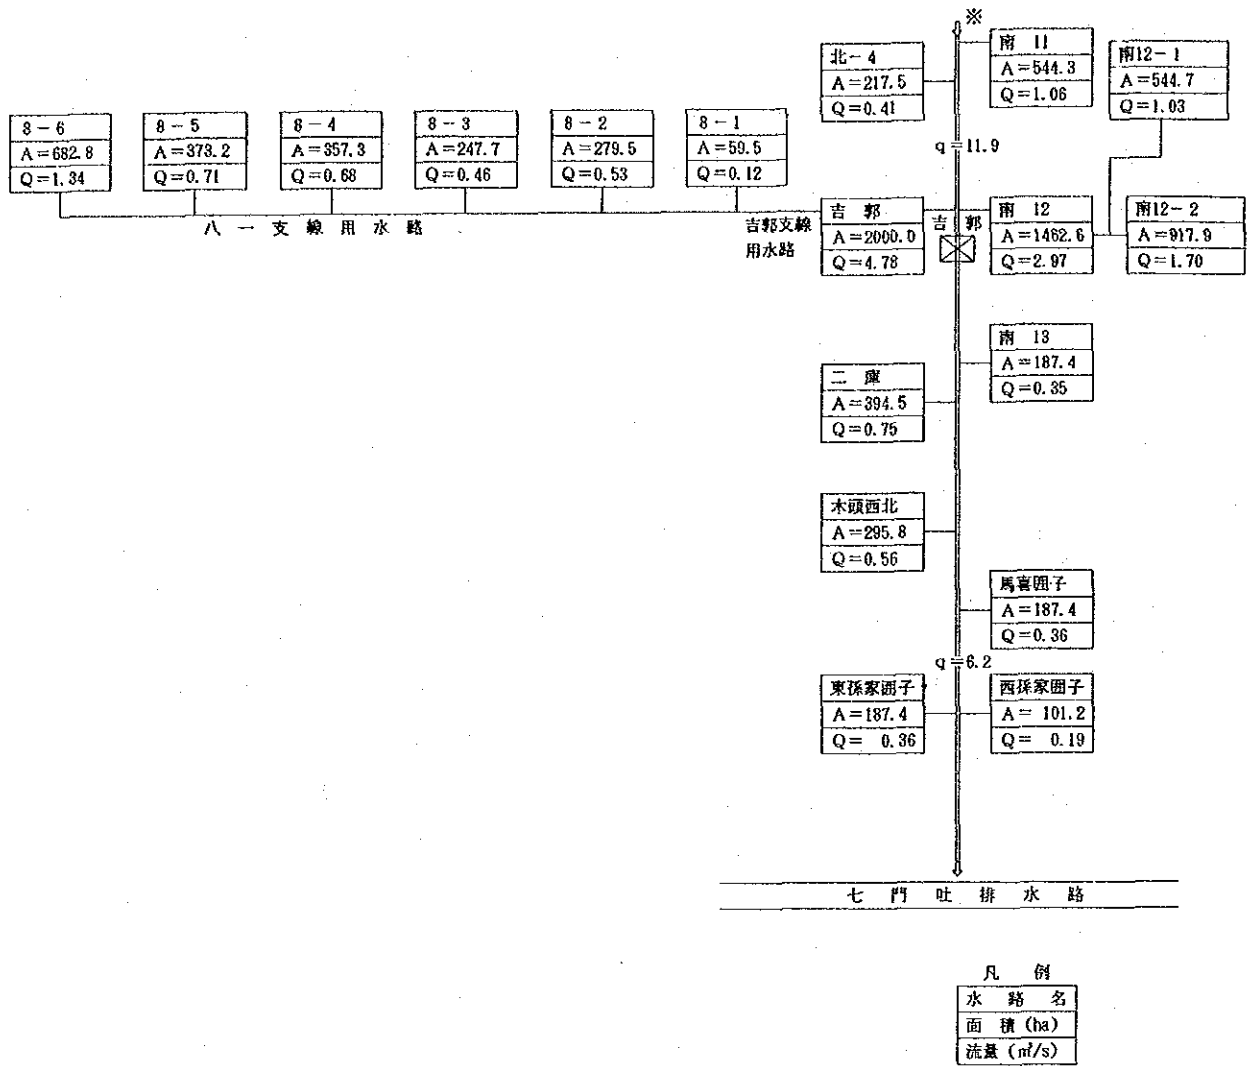 ※
北-4
A=217.5
Q=0.41
南 11
A=544.3
Q=1.06
南12-1
A=544.7
Q=1.03
q=11.9
8-6
A=682.8
Q=1.34
8-5
A=373.2
Q=0.71
8-4
A=357.3
Q=0.68
8-3
A=247.7
Q=0.46
8-2
A=279.5
Q=0.53
8-1
A=59.5
Q=0.12
八一支線用水路
吉郭支線
用水路
吉 郭
A=2000.0
Q=4.78
吉 郭
南 12
A=1462.6
Q=2.97
南12-2
A=917.9
Q=1.70
南 13
A=187.4
Q=0.35
二 庫
A=394.5
Q=0.75
木頭西北
A=295.8
Q=0.56
馬喜囲子
A=187.4
Q=0.36
q=6.2
東孫家囲子
A=187.4
Q= 0.36
西孫家囲子
A= 101.2
Q= 0.19
七 門 吐 排 水 路
凡 例
水 路 名
面 積 (ha)
流量 (㎥/s)